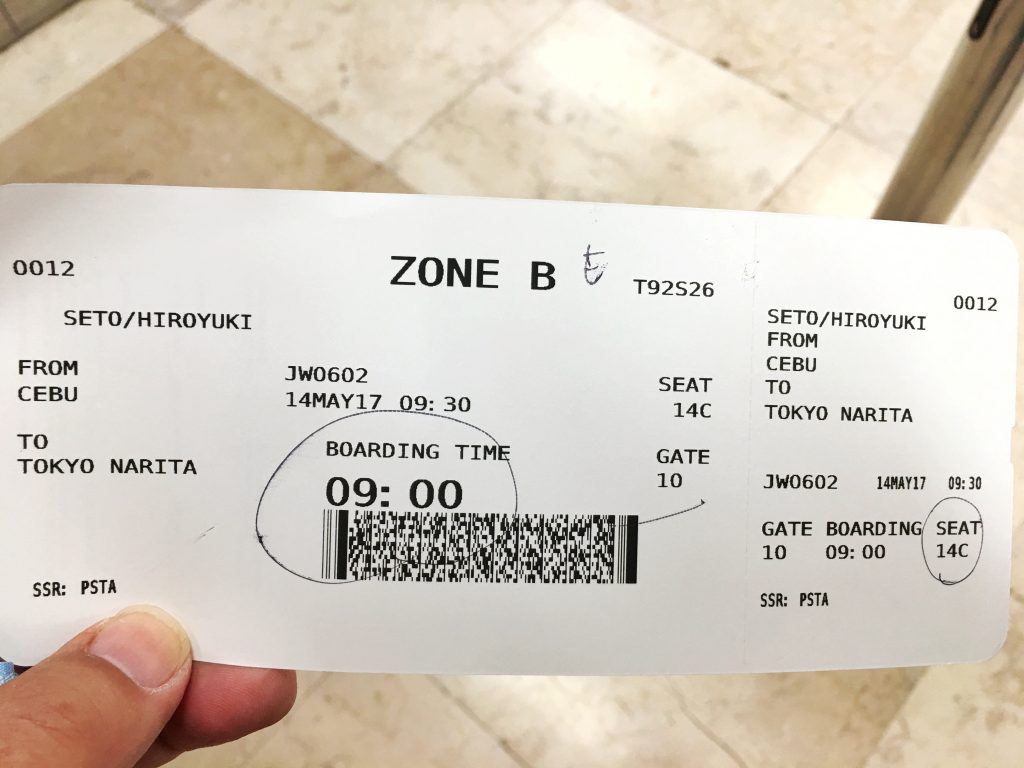 0012
ZONE B
T92S26
SETO/HIROYUKI
FROM
CEBU
TO
TOKYO NARITA
JW0602
14MAY17 09:30
BOARDING TIME
09:00
SEAT
14C
GATE
10
SSR: PSTA
0012
SETO/HIROYUKI
FROM
CEBU
TO
TOKYO NARITA
JW0602 14MAY17 09:30
GATE BOARDING SEAT
10 09:00 14C
SSR: PSTA